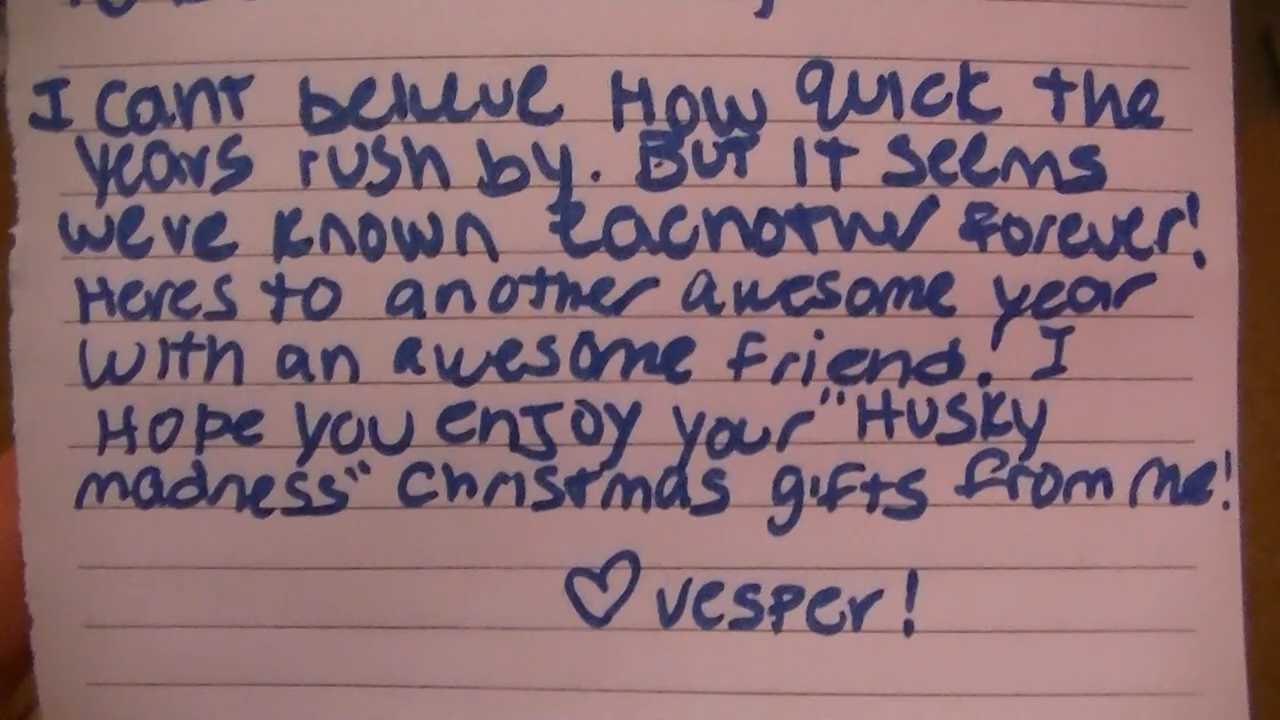 I cant believe How quick the
years rush by. But it seems
we've known eachother forever!
Heres to another awesome year
with an awesome friend! I
Hope you enjoy your "Husky
madness" Christmas gifts from me!
♡ vesper!